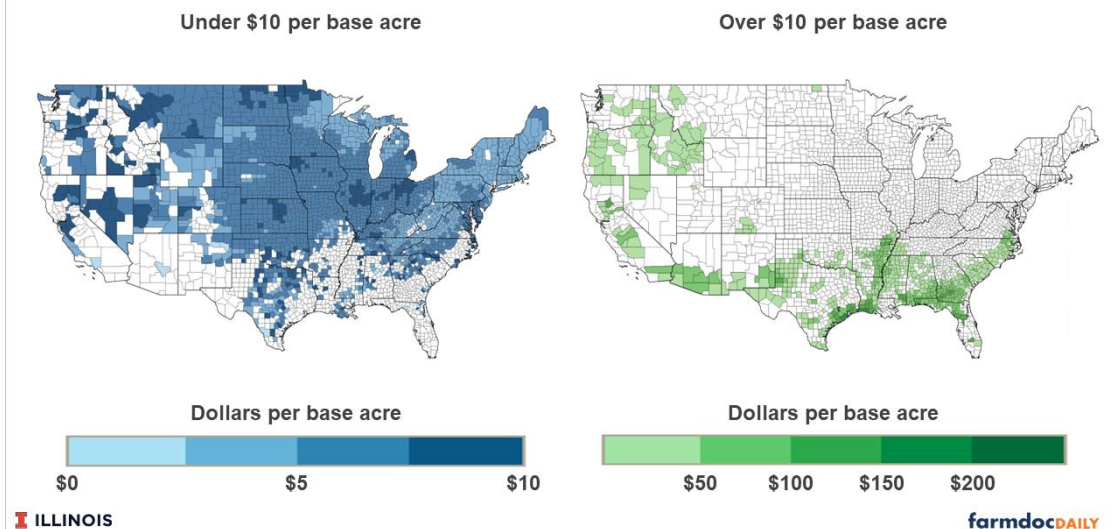 Under $10 per base acre
Over $10 per base acre
Dollars per base acre
$0 $5 $10
Dollars per base acre
$50 $100 $150 $200
I ILLINOIS
farmdocDAILY